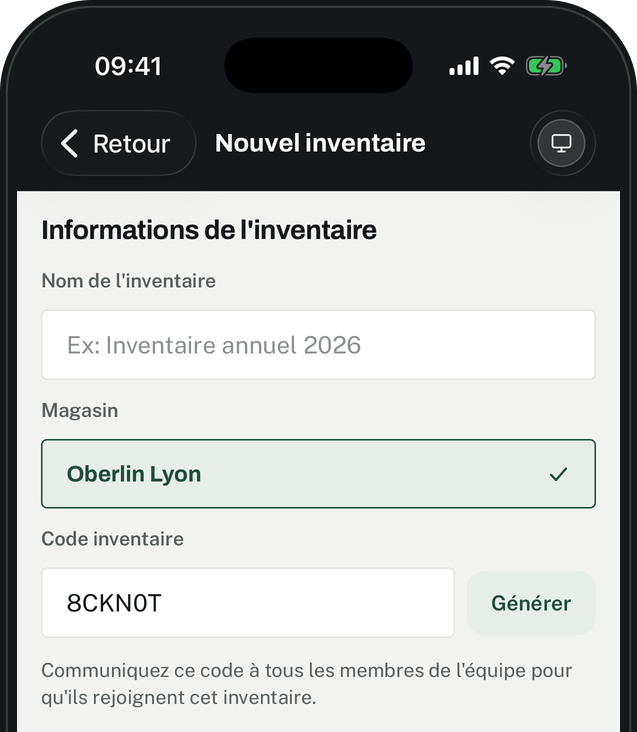 09:41
Retour
Nouvel inventaire
Informations de l'inventaire
Nom de l'inventaire
Ex: Inventaire annuel 2026
Magasin
Oberlin Lyon
Code inventaire
8CKN0T
Générer
Communiquez ce code à tous les membres de l'équipe pour
qu'ils rejoignent cet inventaire.